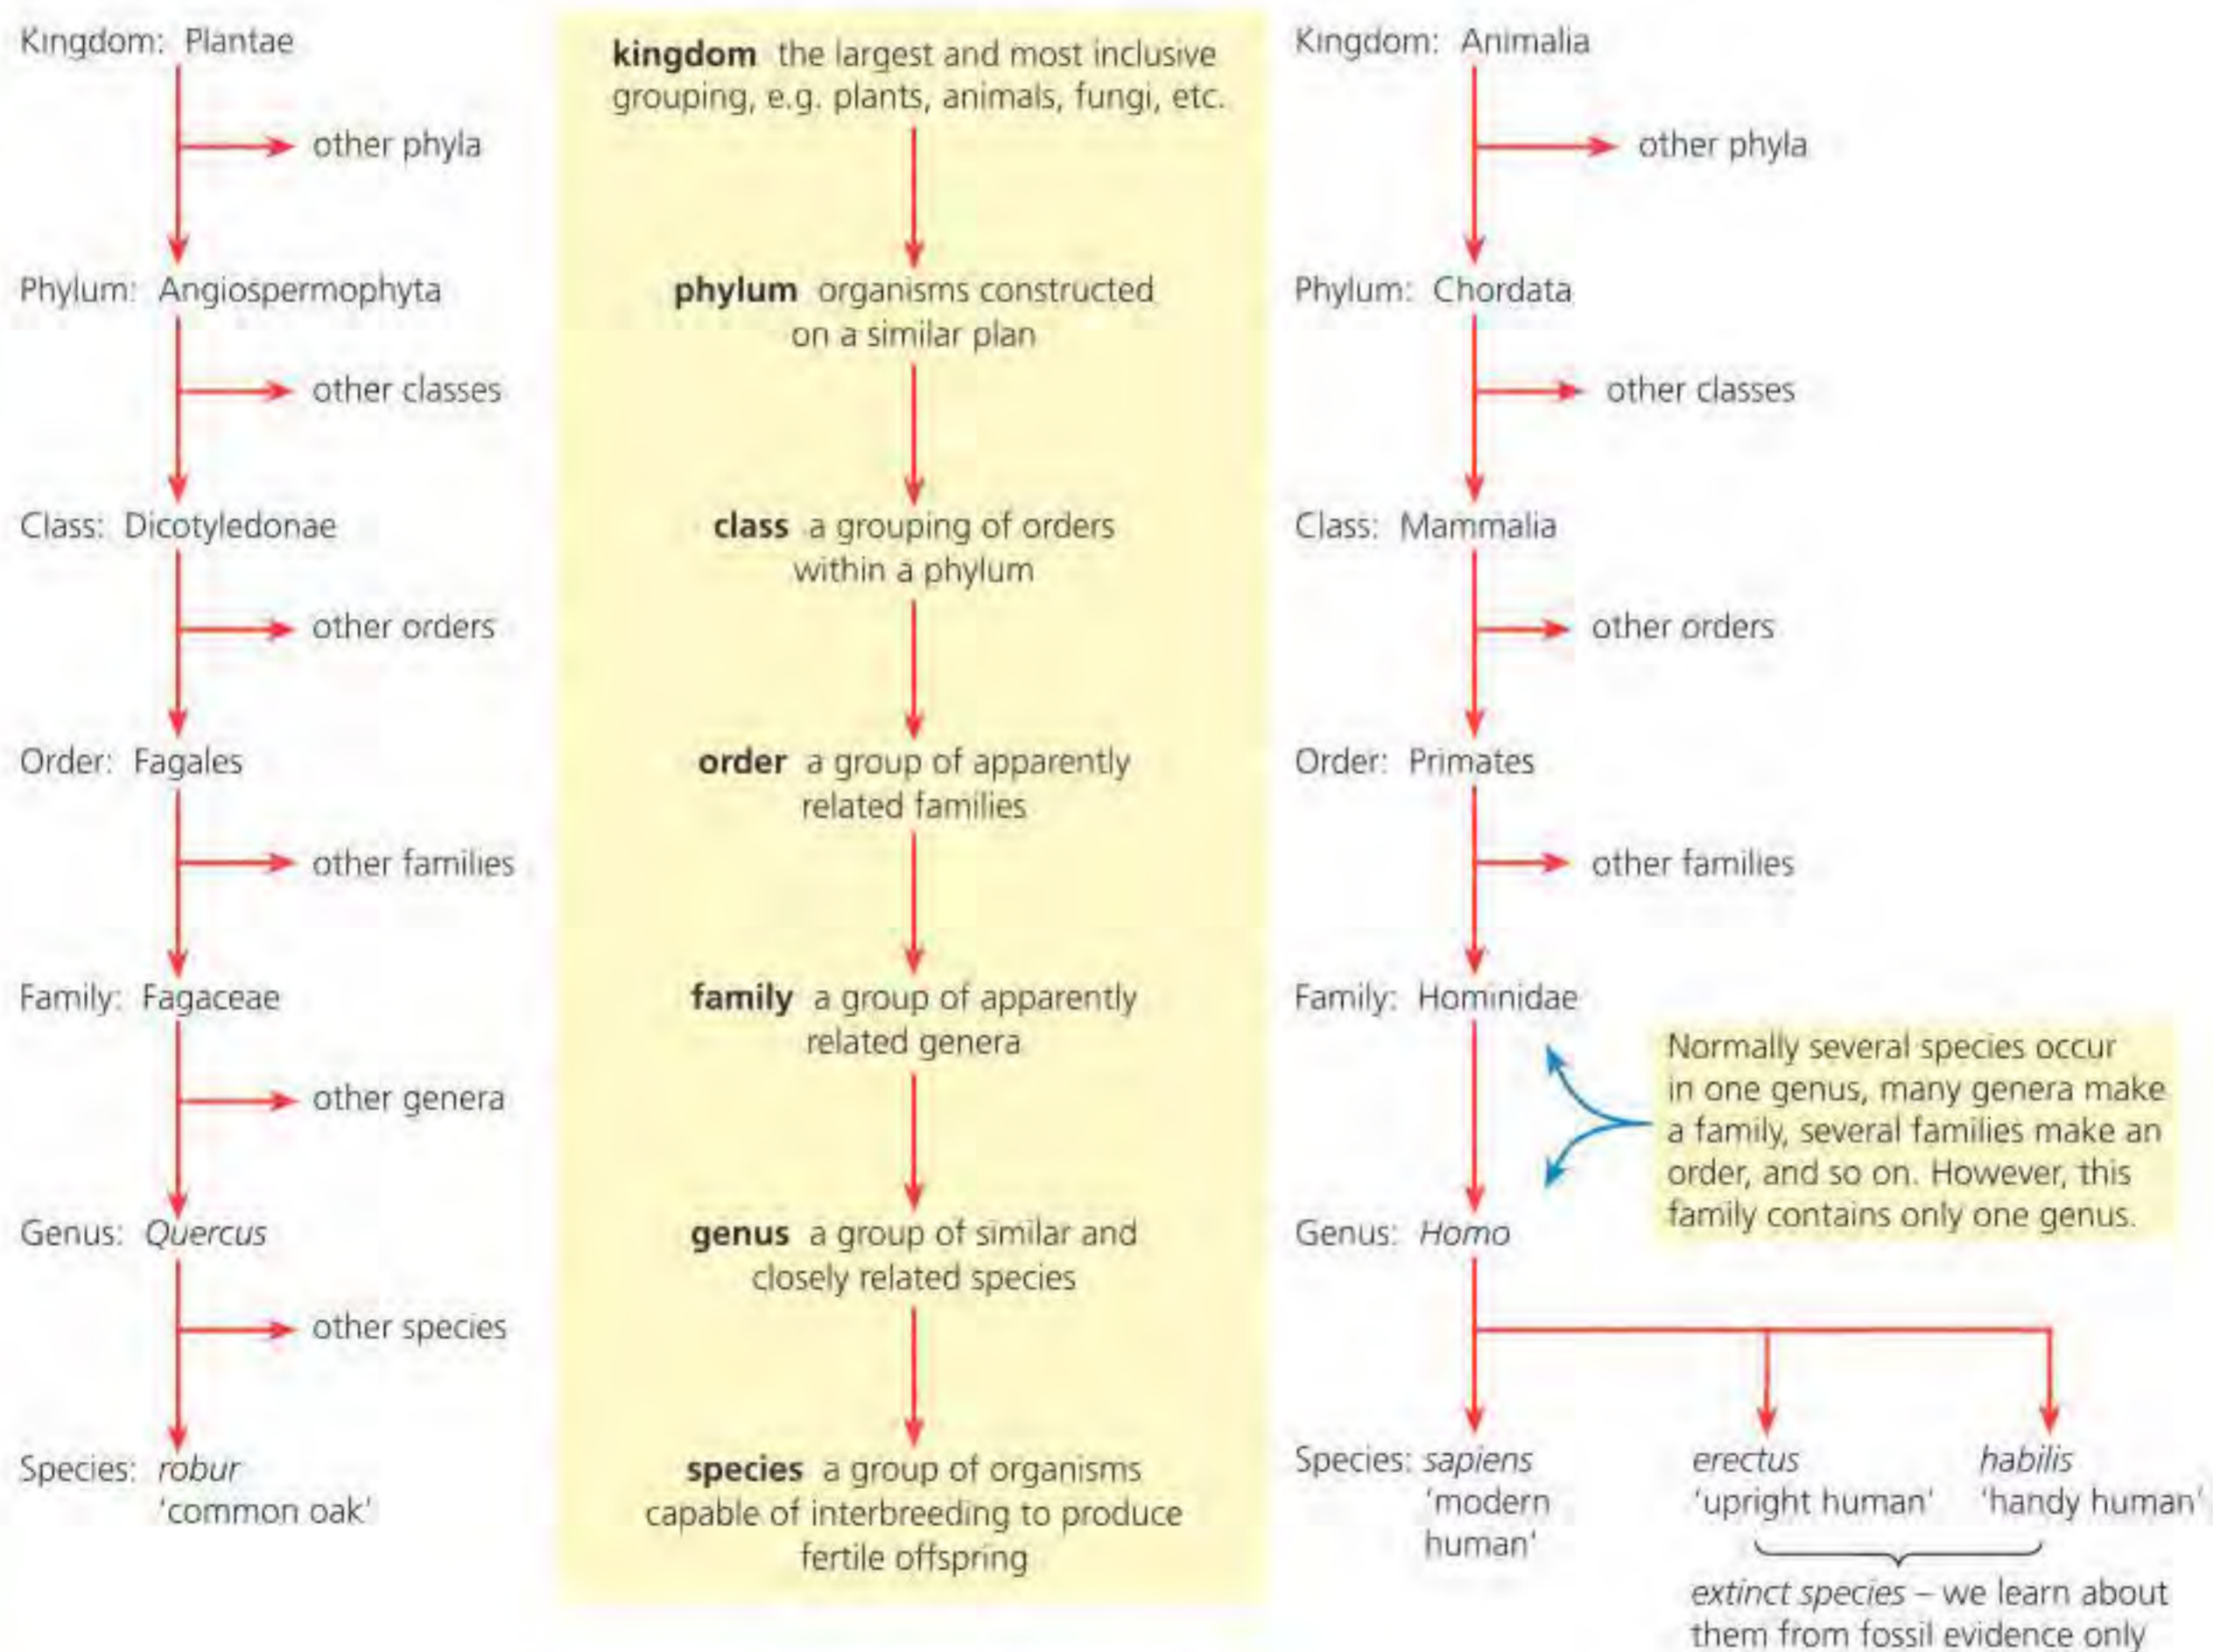 Kingdom: Plantae
other phyla
Phylum: Angiospermophyta
other classes
Class: Dicotyledonae
other orders
Order: Fagales
other families
Family: Fagaceae
other genera
Genus: Quercus
other species
Species: robur
'common oak'
kingdom the largest and most inclusive
grouping, e.g. plants, animals, fungi, etc.
phylum organisms constructed
on a similar plan
class a grouping of orders
within a phylum
order a group of apparently
related families
family a group of apparently
related genera
genus a group of similar and
closely related species
species a group of organisms
capable of interbreeding to produce
fertile offspring
Kingdom: Animalia
other phyla
Phylum: Chordata
other classes
Class: Mammalia
other orders
Order: Primates
other families
Family: Hominidae
Normally several species occur
in one genus, many genera make
a family, several families make an
order, and so on. However, this
family contains only one genus.
Genus: Homo
Species: sapiens
'modern
human'
erectus
'upright human'
habilis
'handy human'
extinct species – we learn about
them from fossil evidence only